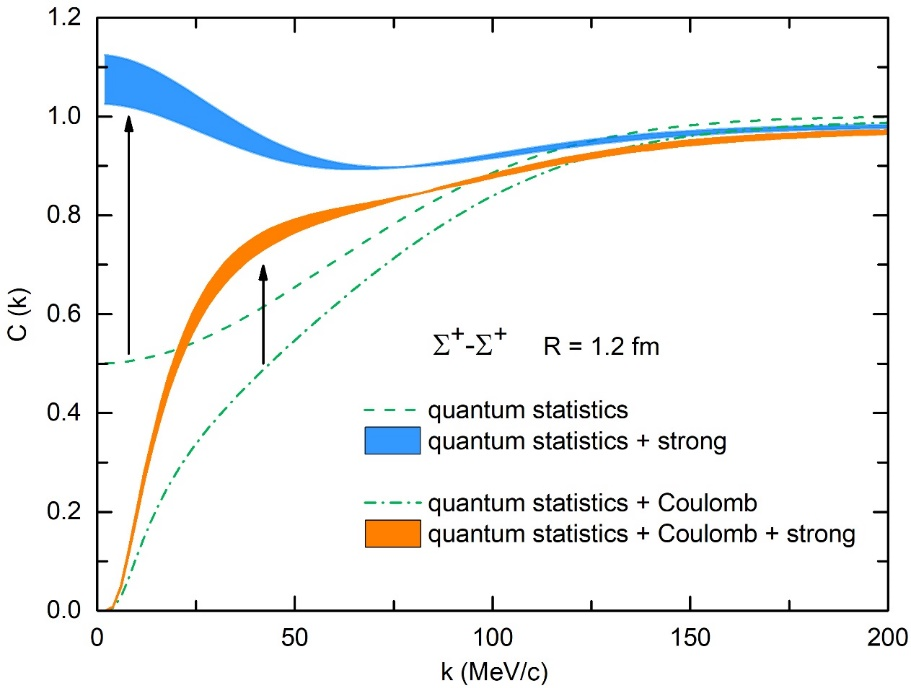 1.2
1.0
0.8
0.6
0.4
0.2
0.0
C (k)
Σ⁺-Σ⁺ R = 1.2 fm
quantum statistics
quantum statistics + strong
quantum statistics + Coulomb
quantum statistics + Coulomb + strong
0 50 100 150 200
k (MeV/c)